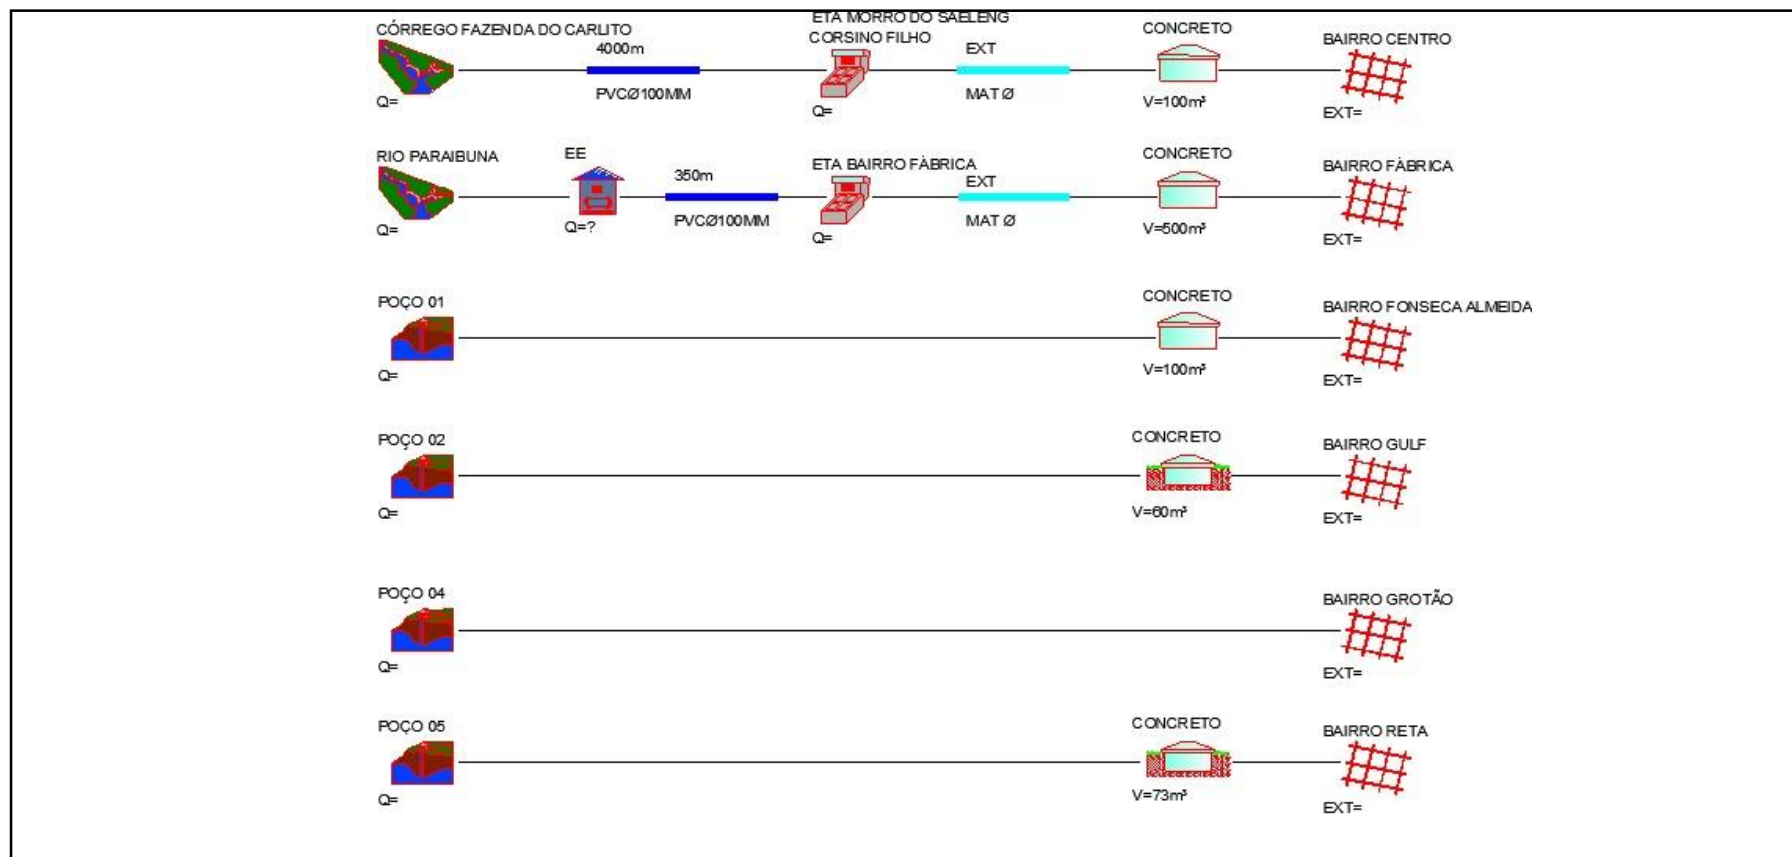 CÓRREGO FAZENDA DO CARLITO
4000m
PVCØ100MM
Q=
ETA MORRO DO SAELENG
CORSINO FILHO
Q=
EXT
MAT Ø
CONCRETO
V=100m³
BAIRRO CENTRO
EXT=
RIO PARAIBUNA
Q=
EE
Q=?
350m
PVCØ100MM
ETA BAIRRO FÀBRICA
Q=
EXT
MAT Ø
CONCRETO
V=500m³
BAIRRO FÀBRICA
EXT=
POÇO 01
Q=
CONCRETO
V=100m³
BAIRRO FONSECA ALMEIDA
EXT=
POÇO 02
Q=
CONCRETO
V=60m³
BAIRRO GULF
EXT=
POÇO 04
Q=
BAIRRO GROTÃO
EXT=
POÇO 05
Q=
CONCRETO
V=73m³
BAIRRO RETA
EXT=